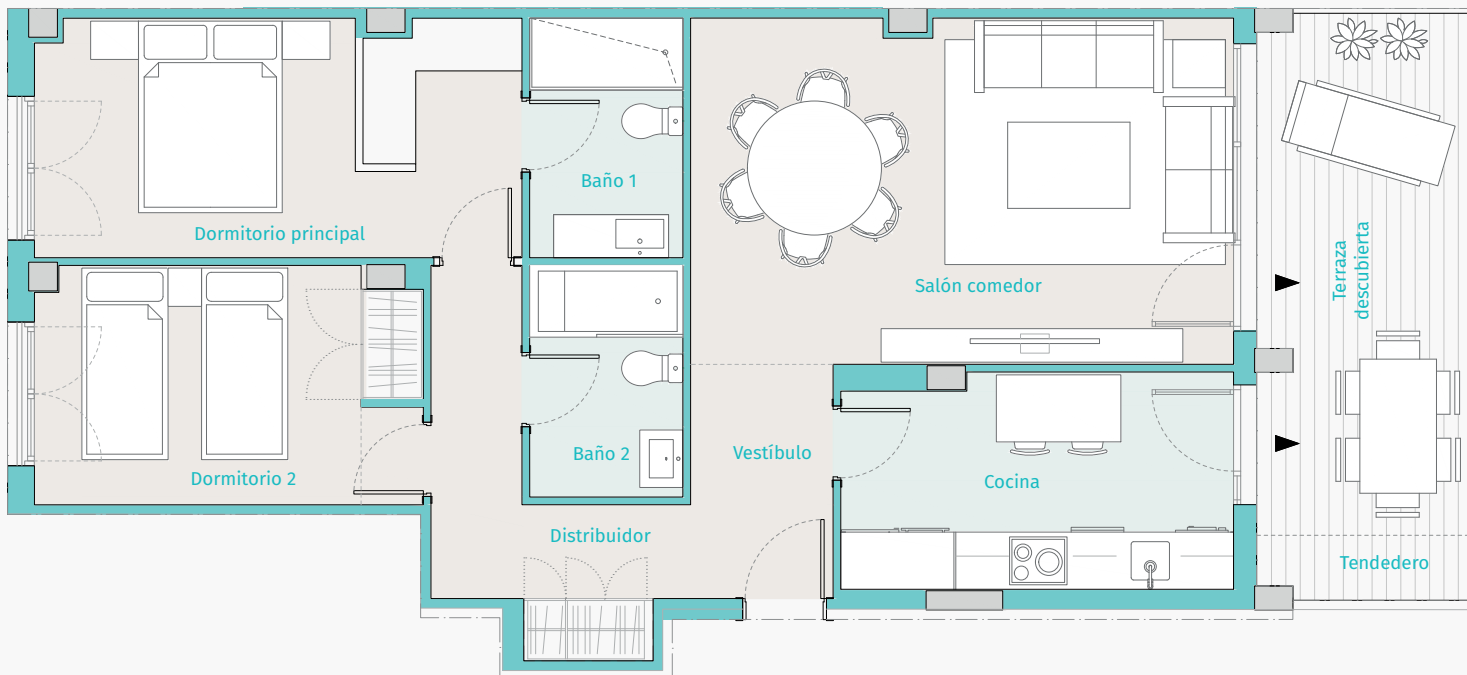 Baño 1
Dormitorio principal
Terraza
descubierta
Salón comedor
Vestíbulo
Baño 2
Dormitorio 2
Cocina
Distribuidor
Tendedero